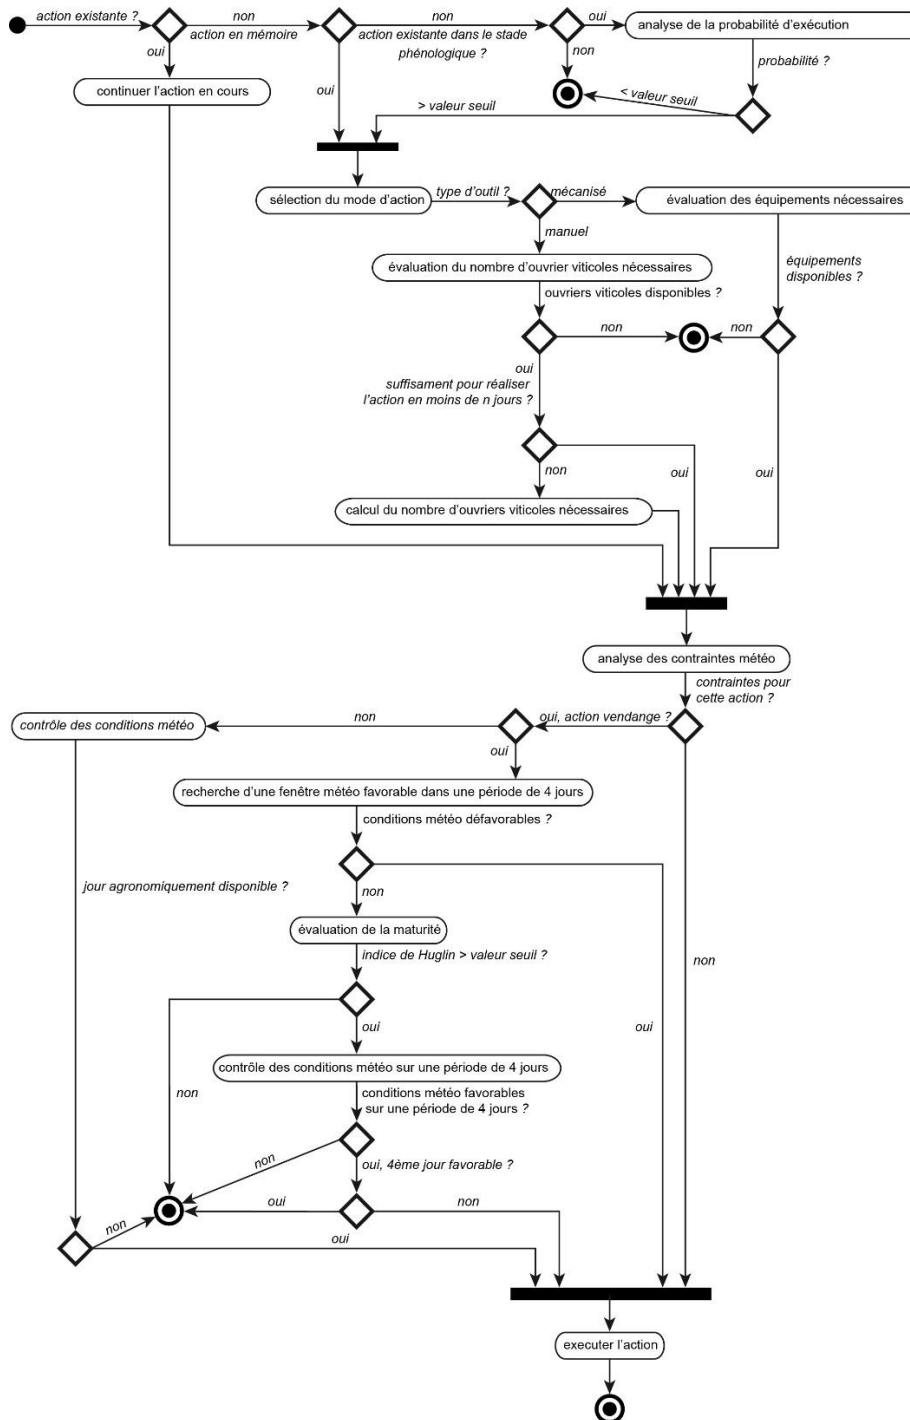 action existante ?
non
action en mémoire
non
action existante dans le stade
phénologique ?
oui
analyse de la probabilité d'exécution
oui
continuer l'action en cours
oui
non
probabilité ?
> valeur seuil
< valeur seuil
sélection du mode d'action
type d'outil ?
mécanisé
évaluation des équipements nécessaires
manuel
évaluation du nombre d'ouvrier viticoles nécessaires
équipements
disponibles ?
ouvriers viticoles disponibles ?
non
non
oui
suffisament pour réaliser
l'action en moins de n jours ?
non
oui
oui
calcul du nombre d'ouvriers viticoles nécessaires
analyse des contraintes météo
contraintes pour
cette action ?
contrôle des conditions météo
non
oui, action vendange ?
oui
recherche d'une fenêtre météo favorable dans une période de 4 jours
conditions météo défavorables ?
jour agronomiquement disponible ?
non
évaluation de la maturité
indice de Huglin > valeur seuil ?
non
oui
oui
contrôle des conditions météo sur une période de 4 jours
non
conditions météo favorables
sur une période de 4 jours ?
non
oui, 4ème jour favorable ?
oui
non
non
oui
executer l'action